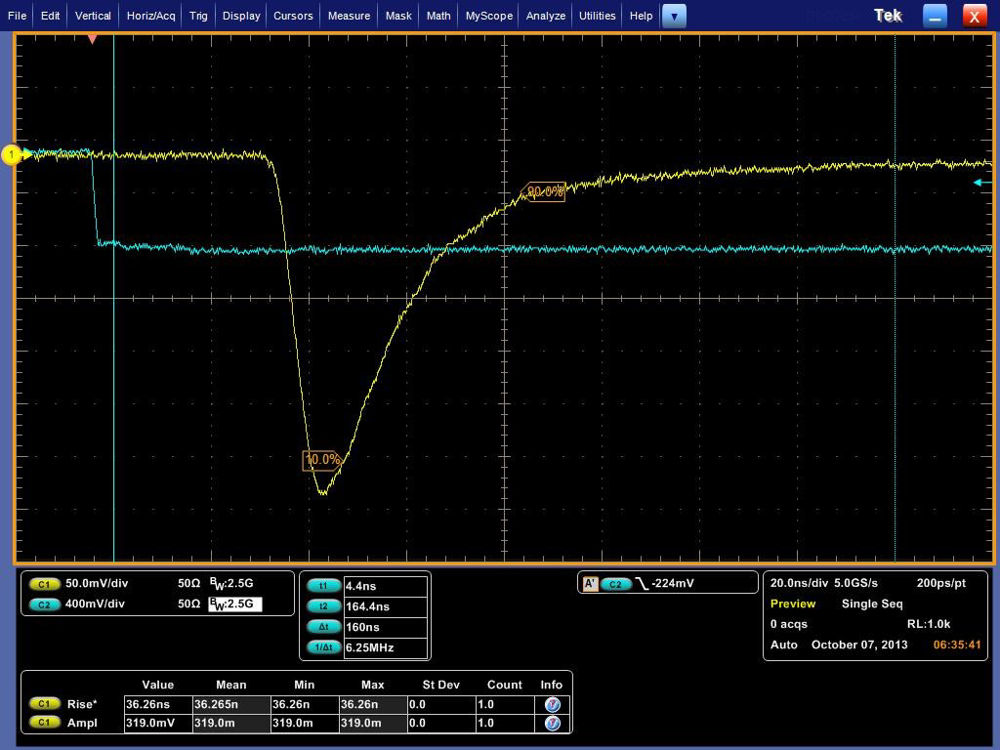 File Edit Vertical Horiz/Acq Trig Display Cursors Measure Mask Math MyScope Analyze Utilities Help Tek X
1
90.0%
10.0%
C1 50.0mV/div 50Ω BW:2.5G
C2 400mV/div 50Ω BW:2.5G
t1 4.4ns
t2 164.4ns
Δt 160ns
1/Δt 6.25MHz
A' C2 -224mV
20.0ns/div 5.0GS/s 200ps/pt
Preview Single Seq
0 acqs RL:1.0k
Auto October 07, 2013 06:35:41
Value Mean Min Max St Dev Count Info
C1 Rise* 36.26ns 36.265n 36.26n 36.26n 0.0 1.0
C1 Ampl 319.0mV 319.0m 319.0m 319.0m 0.0 1.0